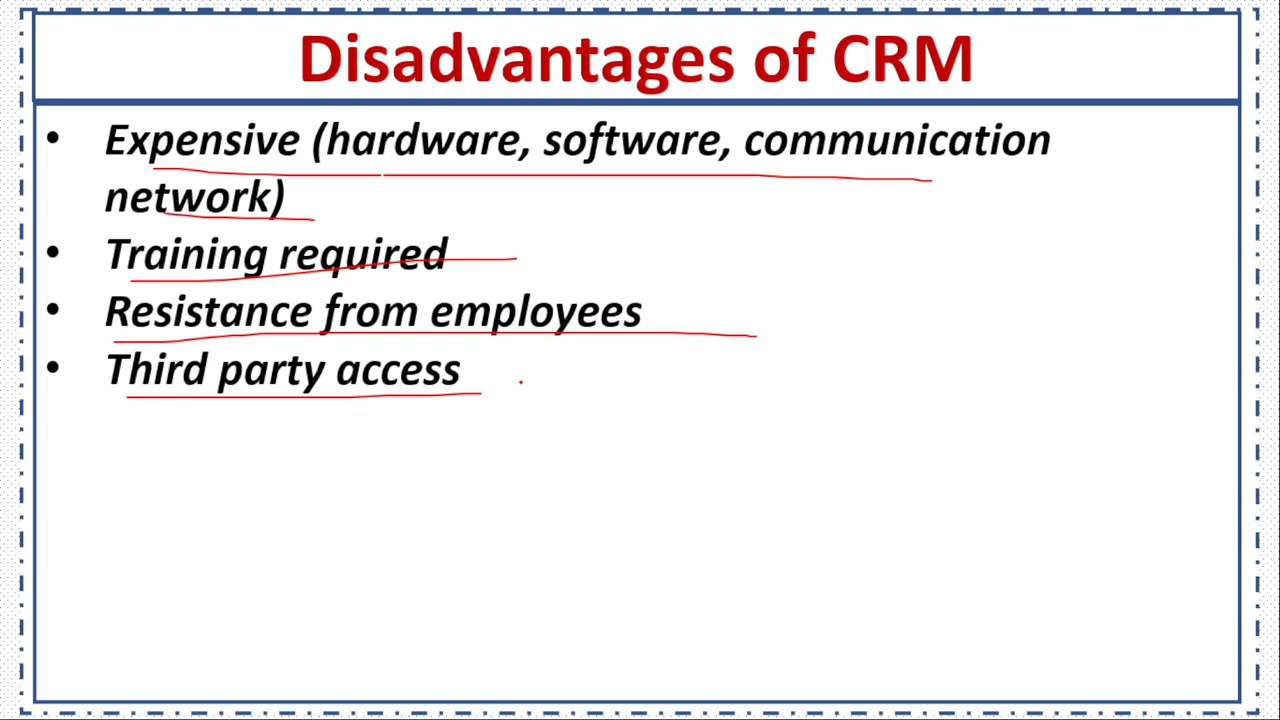 Disadvantages of CRM
• Expensive (hardware, software, communication
network)
• Training required
• Resistance from employees
• Third party access